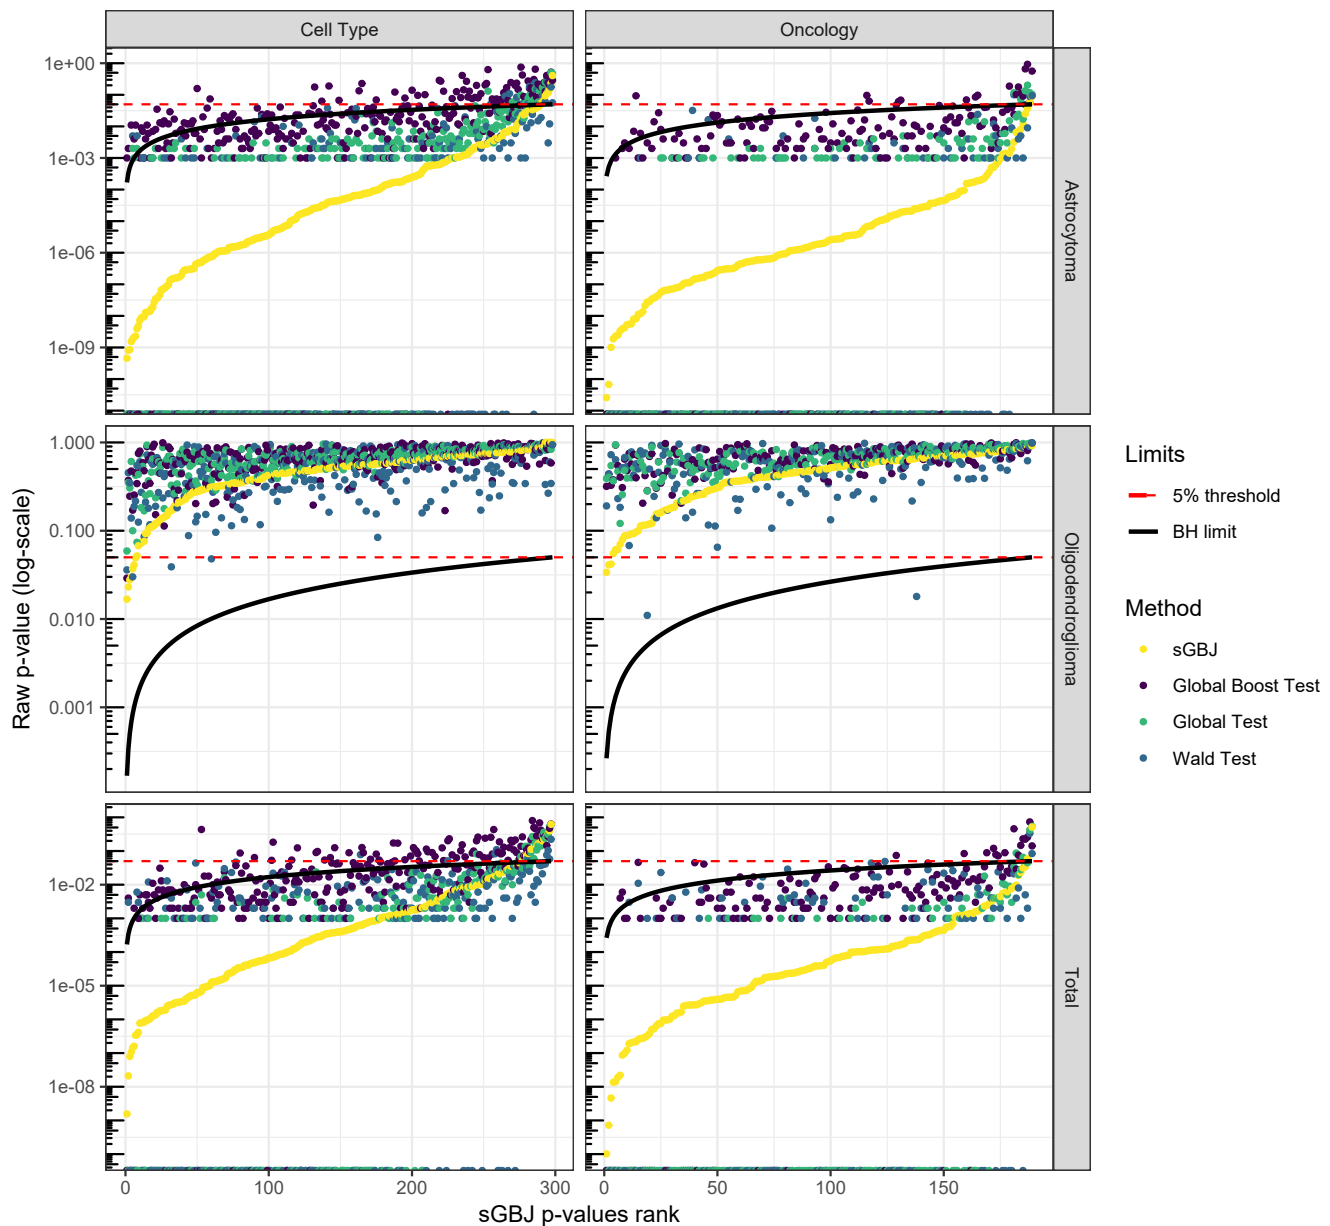 Cell Type
Oncology
1e+00
1e-03
1e-06
1e-09
Astrocytoma
1.000
0.100
0.010
0.001
Oligodendroglioma
1e-02
1e-05
1e-08
Total
0 100 200 300
0 50 100 150
sGBJ p-values rank
Raw p-value (log-scale)
Limits
5% threshold
BH limit
Method
sGBJ
Global Boost Test
Global Test
Wald Test